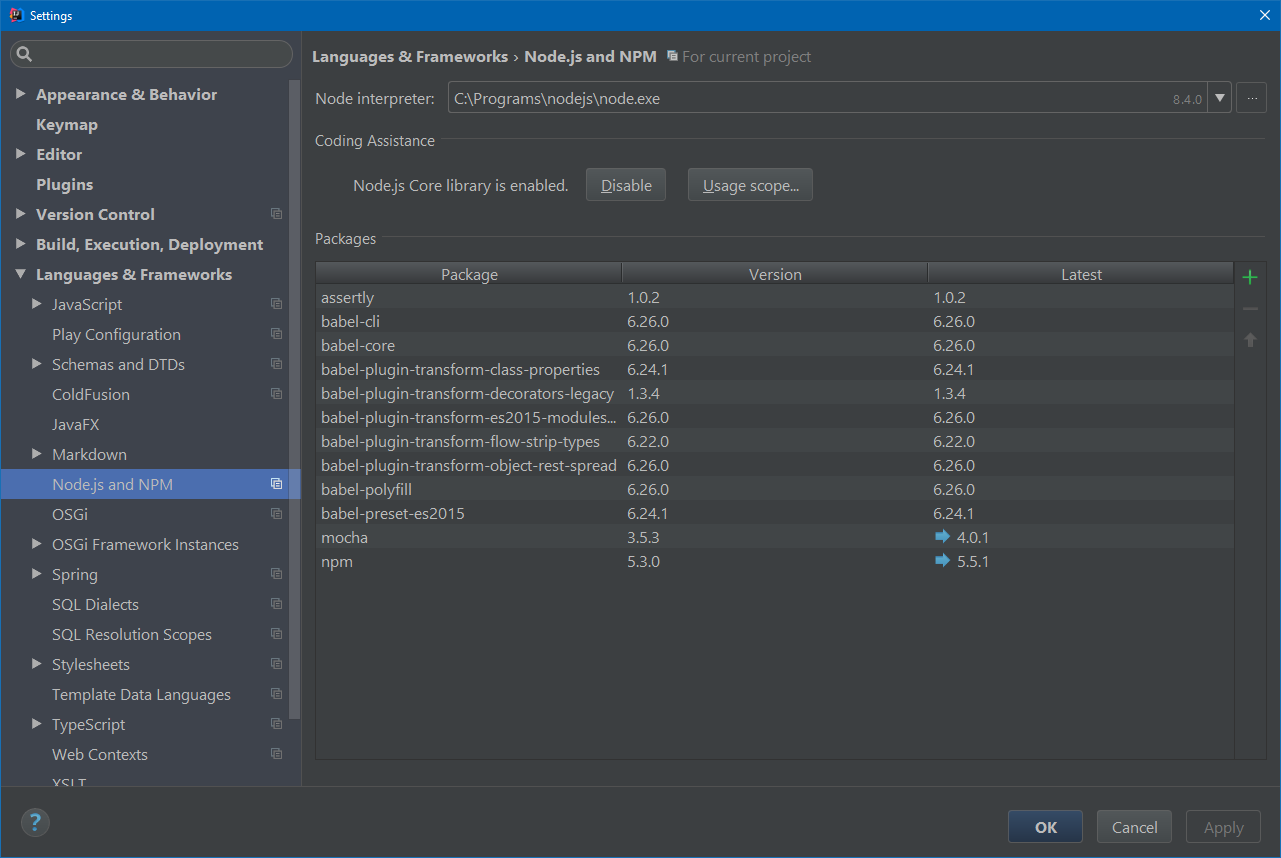 Settings
Appearance & Behavior
Keymap
Editor
Plugins
Version Control
Build, Execution, Deployment
Languages & Frameworks
JavaScript
Play Configuration
Schemas and DTDs
ColdFusion
JavaFX
Markdown
Node.js and NPM
OSGi
OSGi Framework Instances
Spring
SQL Dialects
SQL Resolution Scopes
Stylesheets
Template Data Languages
TypeScript
Web Contexts
XSLT
Languages & Frameworks › Node.js and NPM For current project
Node interpreter: C:\Programs\nodejs\node.exe 8.4.0 ...
Coding Assistance
Node.js Core library is enabled. Disable Usage scope...
Packages
Package Version Latest
assertly 1.0.2 1.0.2
babel-cli 6.26.0 6.26.0
babel-core 6.26.0 6.26.0
babel-plugin-transform-class-properties 6.24.1 6.24.1
babel-plugin-transform-decorators-legacy 1.3.4 1.3.4
babel-plugin-transform-es2015-modules... 6.26.0 6.26.0
babel-plugin-transform-flow-strip-types 6.22.0 6.22.0
babel-plugin-transform-object-rest-spread 6.26.0 6.26.0
babel-polyfill 6.26.0 6.26.0
babel-preset-es2015 6.24.1 6.24.1
mocha 3.5.3 4.0.1
npm 5.3.0 5.5.1
? OK Cancel Apply